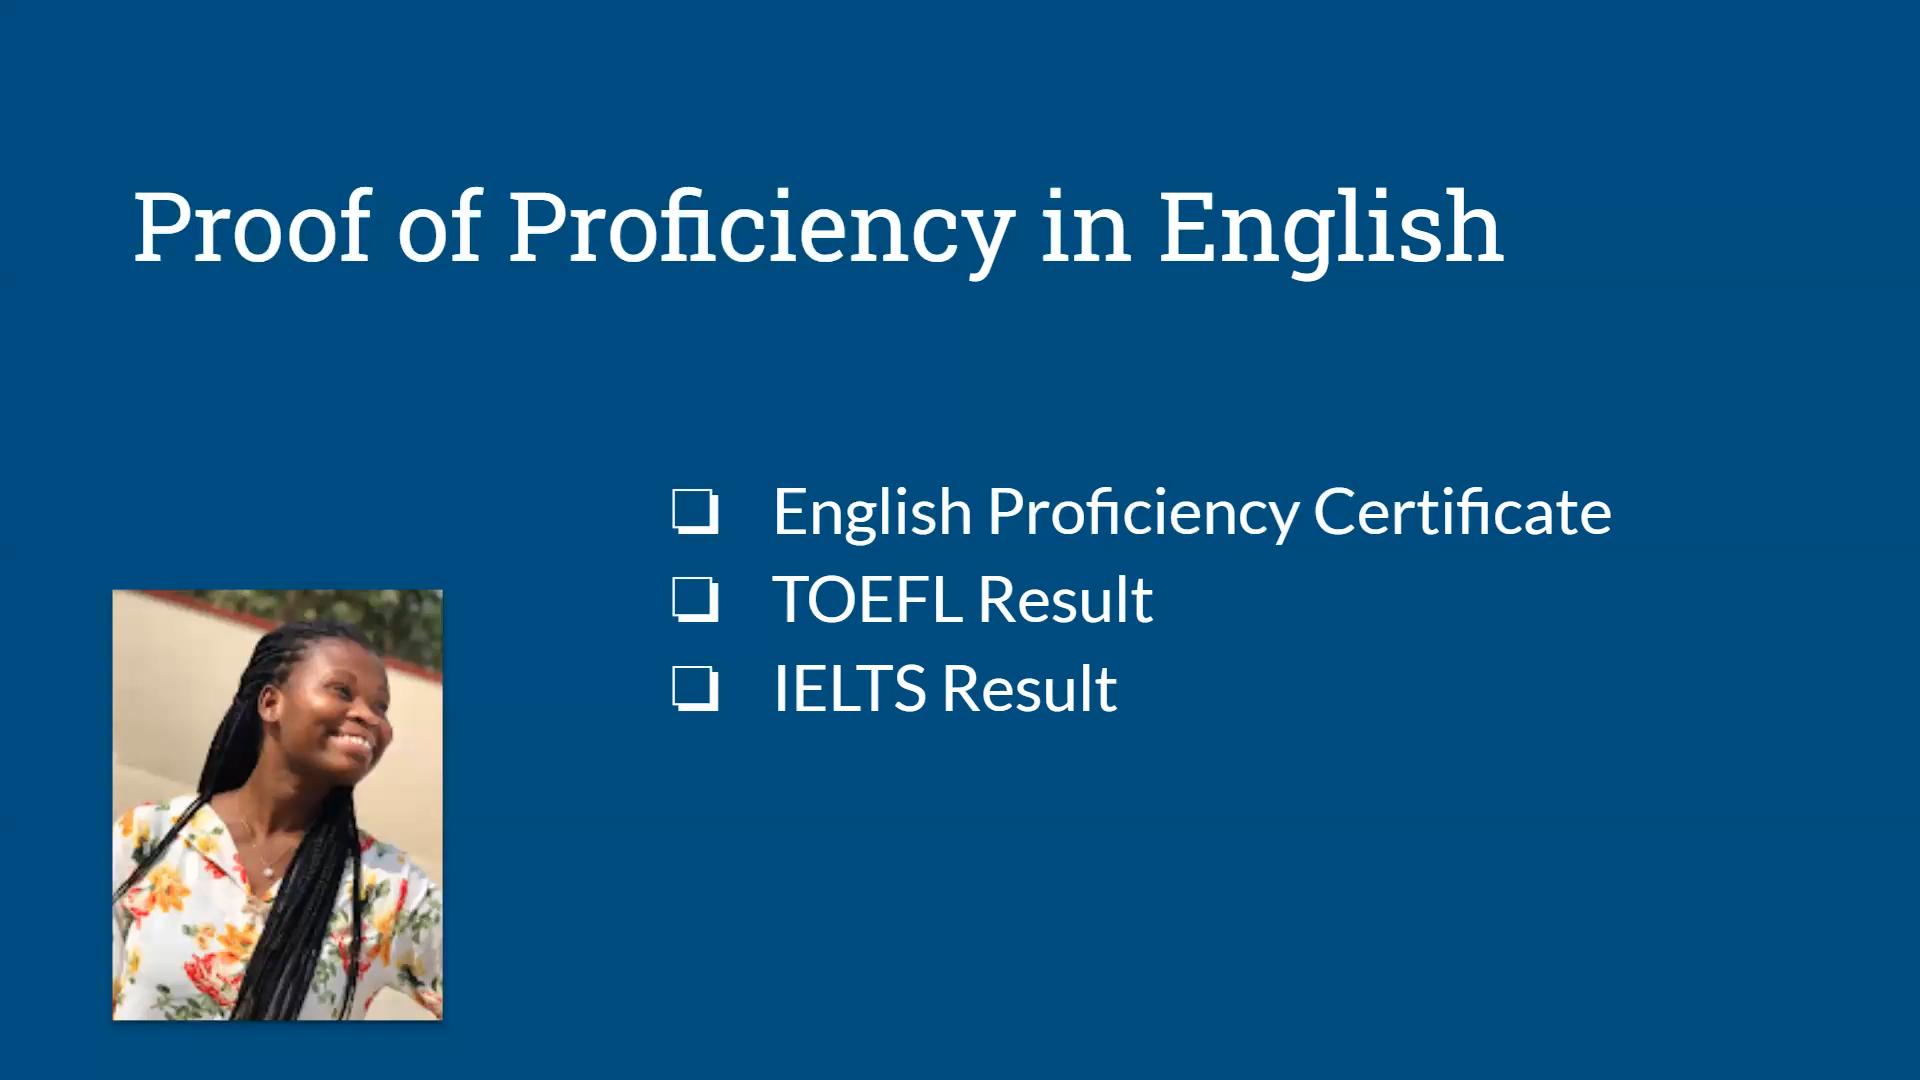 Proof of Proficiency in English
❏ English Proficiency Certificate
❏ TOEFL Result
❏ IELTS Result